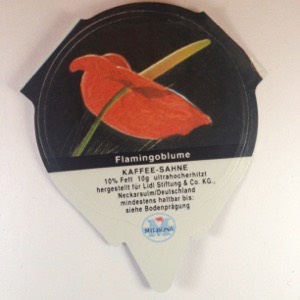 Flamingoblume
KAFFEE-SAHNE
10% Fett 10g ultrahocherhitzt
hergestellt für Lidl Stiftung & Co. KG.,
Neckarsulm/Deutschland
mindestens haltbar bis:
siehe Bodenprägung
MILBONA